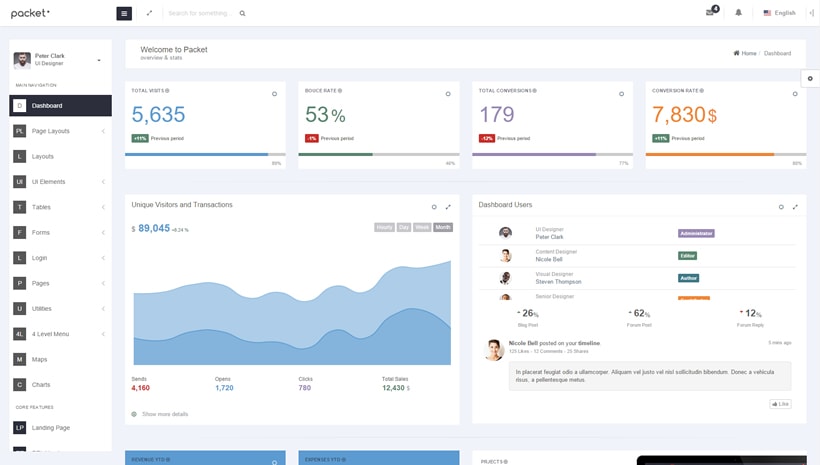 packet
Search for something...
4
English
Peter Clark
UI Designer
MAIN NAVIGATION
D Dashboard
PL Page Layouts
L Layouts
UI UI Elements
T Tables
F Forms
L Login
P Pages
U Utilities
4L 4 Level Menu
M Maps
C Charts
CORE FEATURES
LP Landing Page
Welcome to Packet
overview & stats
Home / Dashboard
TOTAL VISITS
5,635
+11% Previous period
BOUCE RATE
53%
-1% Previous period
TOTAL CONVERSIONS
179
-12% Previous period
77%
CONVERSION RATE
7,830$
+11% Previous period
Unique Visitors and Transactions
$ 89,045 +8.24 %
Hourly Day Week Month
Sends
4,160
Opens
1,720
Clicks
780
Total Sales
12,430 $
Show more details
Dashboard Users
UI Designer
Peter Clark
Administrator
Content Designer
Nicole Bell
Editor
Visual Designer
Steven Thompson
Author
Senior Designer
26%
Blog Post
62%
Forum Post
12%
Forum Reply
Nicole Bell posted on your timeline.
5 mins ago
125 Likes - 12 Comments - 23 Shares
In placerat feugiat odio a ullamcorper. Aliquam vel justo vel nisl sollicitudin bibendum. Donec a vehicula
risus, a pellentesque metus.
Like
REVENUE YTD
EXPENSES YTD
PRJECTS